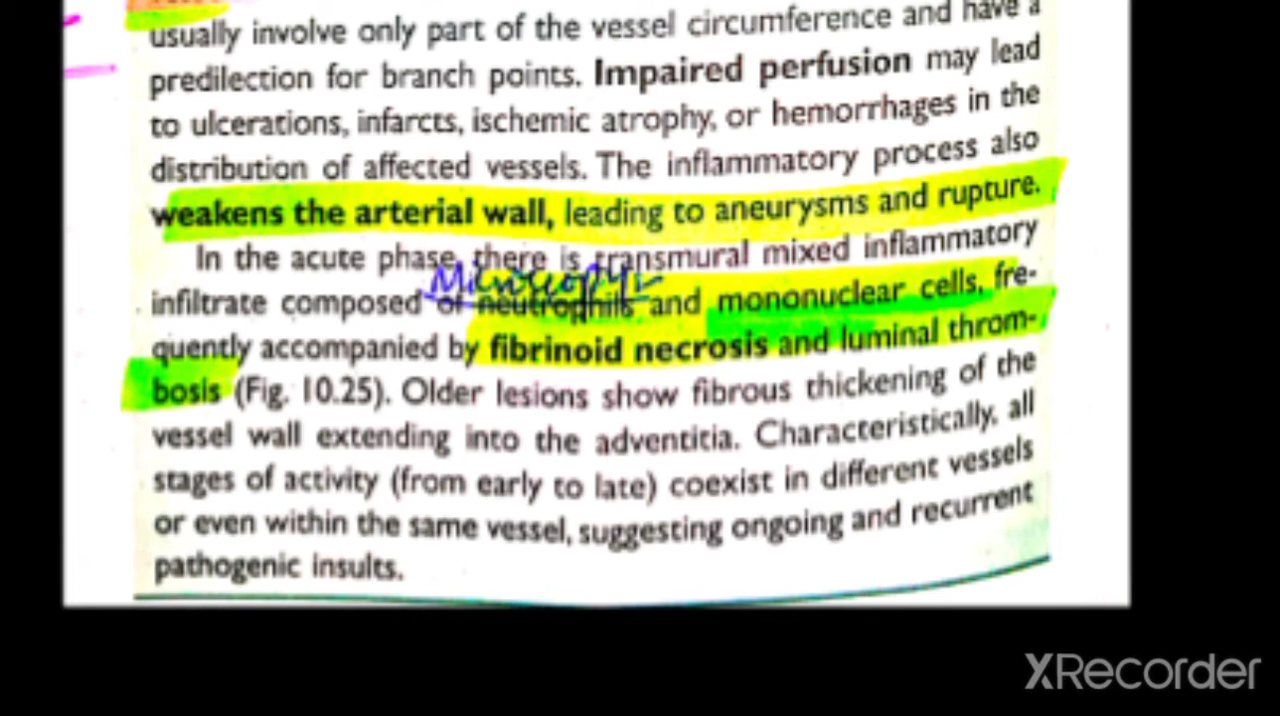 usually involve only part of the vessel circumference and have a
predilection for branch points. Impaired perfusion may lead
to ulcerations, infarcts, ischemic atrophy, or hemorrhages in the
distribution of affected vessels. The inflammatory process also
weakens the arterial wall, leading to aneurysms and rupture.
In the acute phase, there is transmural mixed inflammatory
Microscopy
infiltrate composed of neutrophils and mononuclear cells, fre-
quently accompanied by fibrinoid necrosis and luminal throm-
bosis (Fig. 10.25). Older lesions show fibrous thickening of the
vessel wall extending into the adventitia. Characteristically, all
stages of activity (from early to late) coexist in different vessels
or even within the same vessel, suggesting ongoing and recurrent
pathogenic insults.
XRecorder